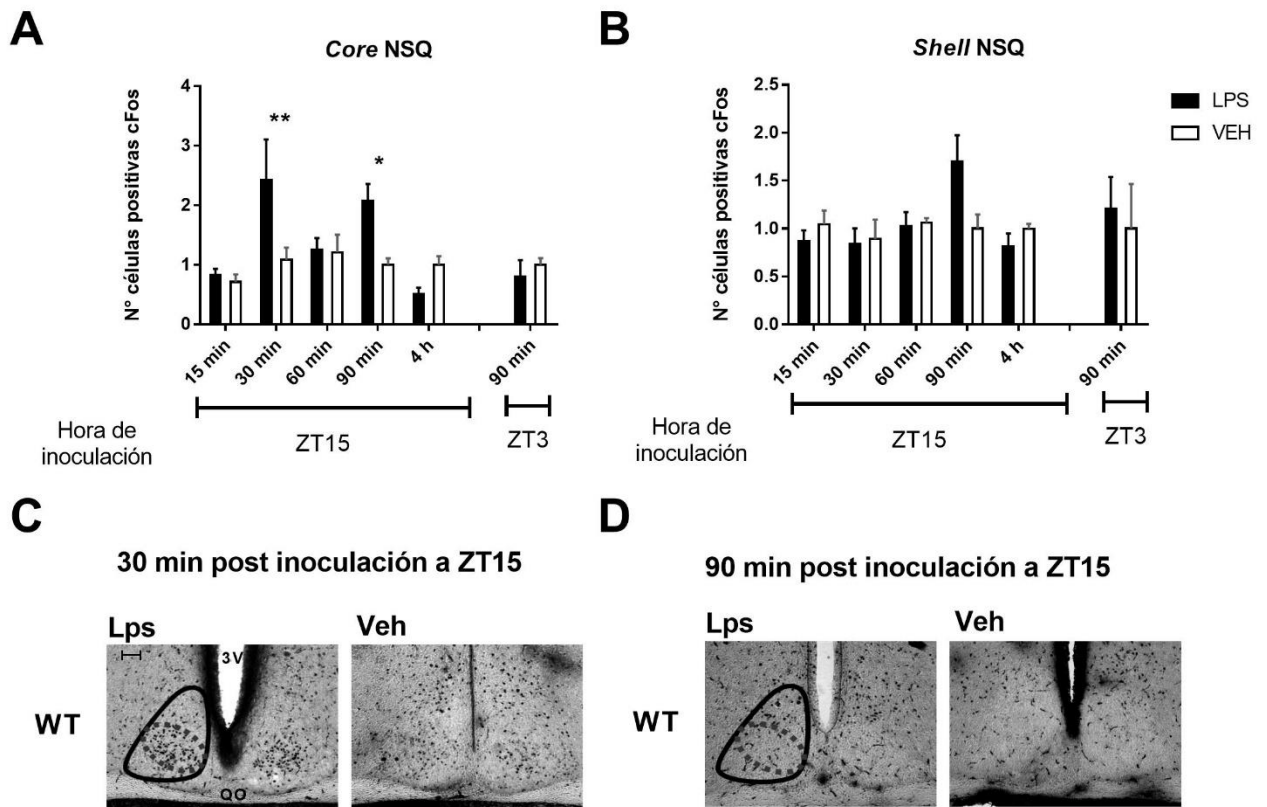 A
Core NSQ
N° células positivas cFos
4
3
2
1
0
**
*
15 min
30 min
60 min
90 min
4 h
90 min
Hora de
inoculación
ZT15
ZT3
B
Shell NSQ
N° células positivas cFos
2.5
2.0
1.5
1.0
0.5
0.0
15 min
30 min
60 min
90 min
4 h
90 min
Hora de
inoculación
ZT15
ZT3
LPS
VEH
C
30 min post inoculación a ZT15
Lps
Veh
WT
3V
QO
D
90 min post inoculación a ZT15
Lps
Veh
WT